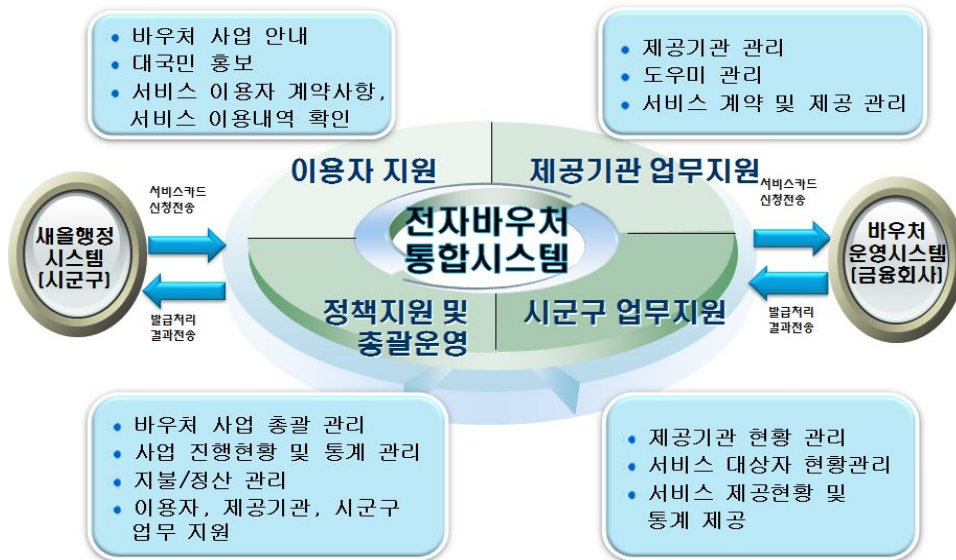 • 바우처 사업 안내
• 대국민 홍보
• 서비스 이용자 계약사항,
서비스 이용내역 확인
• 제공기관 관리
• 도우미 관리
• 서비스 계약 및 제공 관리
이용자 지원
제공기관 업무지원
서비스카드
신청전송
서비스카드
신청전송
새올행정
시스템
(시군구)
전자바우처
통합시스템
바우처
운영시스템
(금융회사)
발급처리
결과전송
발급처리
결과전송
정책지원 및
총괄운영
시군구 업무지원
• 바우처 사업 총괄 관리
• 사업 진행현황 및 통계 관리
• 지불/정산 관리
• 이용자, 제공기관, 시군구
업무 지원
• 제공기관 현황 관리
• 서비스 대상자 현황관리
• 서비스 제공현황 및
통계 제공